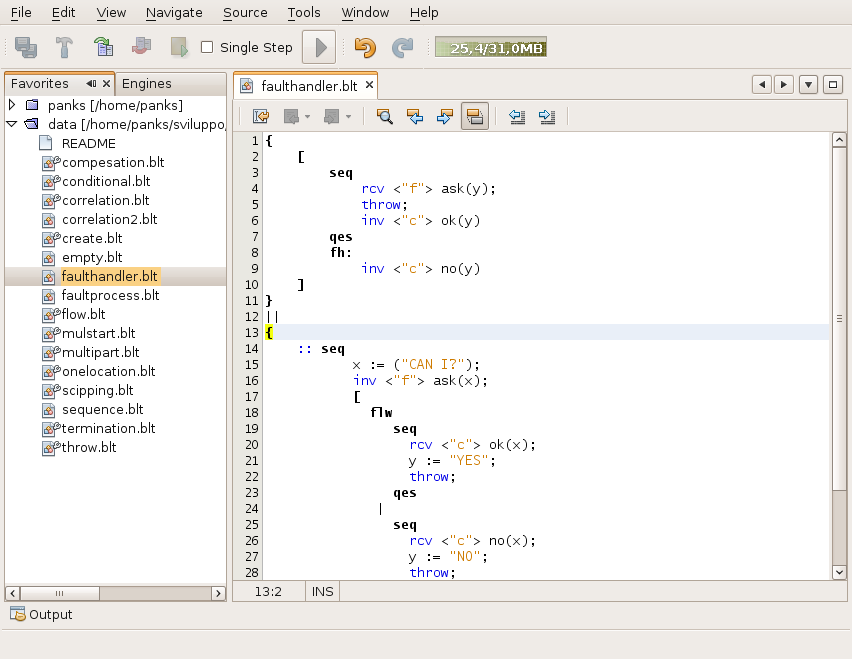 File Edit View Navigate Source Tools Window Help
Single Step 25,4/31,0MB
Favorites Engines
panks [/home/panks]
data [/home/panks/sviluppo,
README
compesation.blt
conditional.blt
correlation.blt
correlation2.blt
create.blt
empty.blt
faulthandler.blt
faultprocess.blt
flow.blt
mulstart.blt
multipart.blt
onelocation.blt
scipping.blt
sequence.blt
termination.blt
throw.blt
faulthandler.blt
1 {
2 [
3 seq
4 rcv <"f"> ask(y);
5 throw;
6 inv <"c"> ok(y)
7 qes
8 fh:
9 inv <"c"> no(y)
10 ]
11 }
12 ||
13 {
14 :: seq
15 x := ("CAN I?");
16 inv <"f"> ask(x);
17 [
18 flw
19 seq
20 rcv <"c"> ok(x);
21 y := "YES";
22 throw;
23 qes
24 |
25 seq
26 rcv <"c"> no(x);
27 y := "NO";
28 throw;
13:2 INS
Output